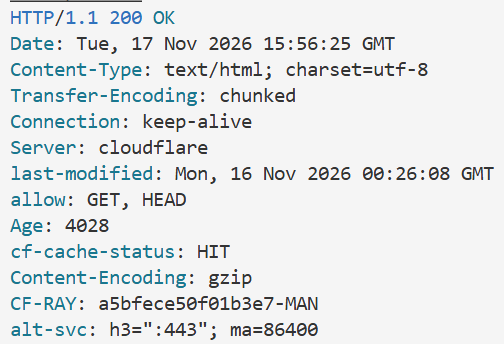 HTTP/1.1 200 OK
Date: Tue, 17 Nov 2026 15:56:25 GMT
Content-Type: text/html; charset=utf-8
Transfer-Encoding: chunked
Connection: keep-alive
Server: cloudflare
last-modified: Mon, 16 Nov 2026 00:26:08 GMT
allow: GET, HEAD
Age: 4028
cf-cache-status: HIT
Content-Encoding: gzip
CF-RAY: a5bfece50f01b3e7-MAN
alt-svc: h3=":443"; ma=86400